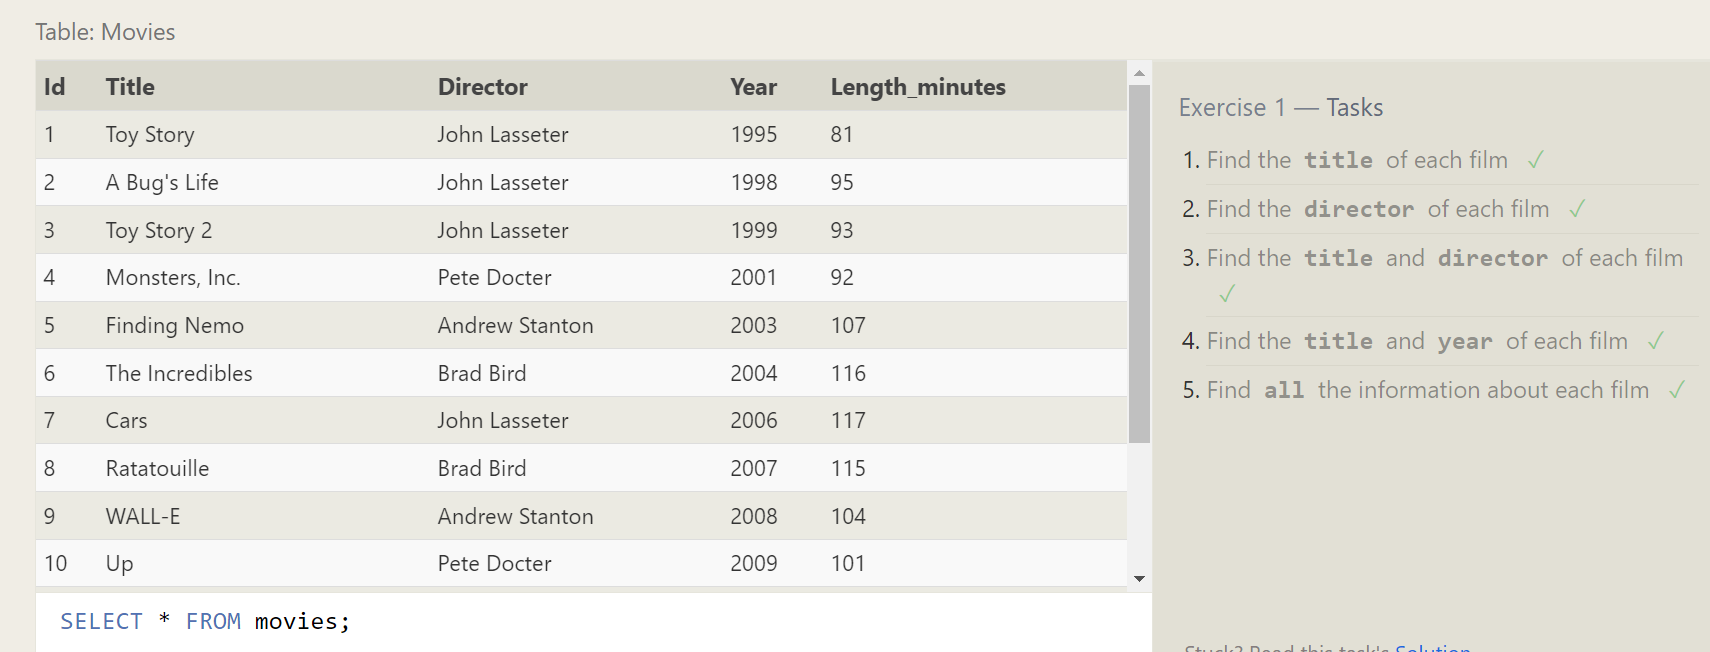 Table: Movies
Id Title Director Year Length_minutes
1 Toy Story John Lasseter 1995 81
2 A Bug's Life John Lasseter 1998 95
3 Toy Story 2 John Lasseter 1999 93
4 Monsters, Inc. Pete Docter 2001 92
5 Finding Nemo Andrew Stanton 2003 107
6 The Incredibles Brad Bird 2004 116
7 Cars John Lasseter 2006 117
8 Ratatouille Brad Bird 2007 115
9 WALL-E Andrew Stanton 2008 104
10 Up Pete Docter 2009 101
SELECT * FROM movies;
Exercise 1 — Tasks
1. Find the title of each film ✓
2. Find the director of each film ✓
3. Find the title and director of each film
✓
4. Find the title and year of each film ✓
5. Find all the information about each film ✓
Stuck? Read this task's Solution